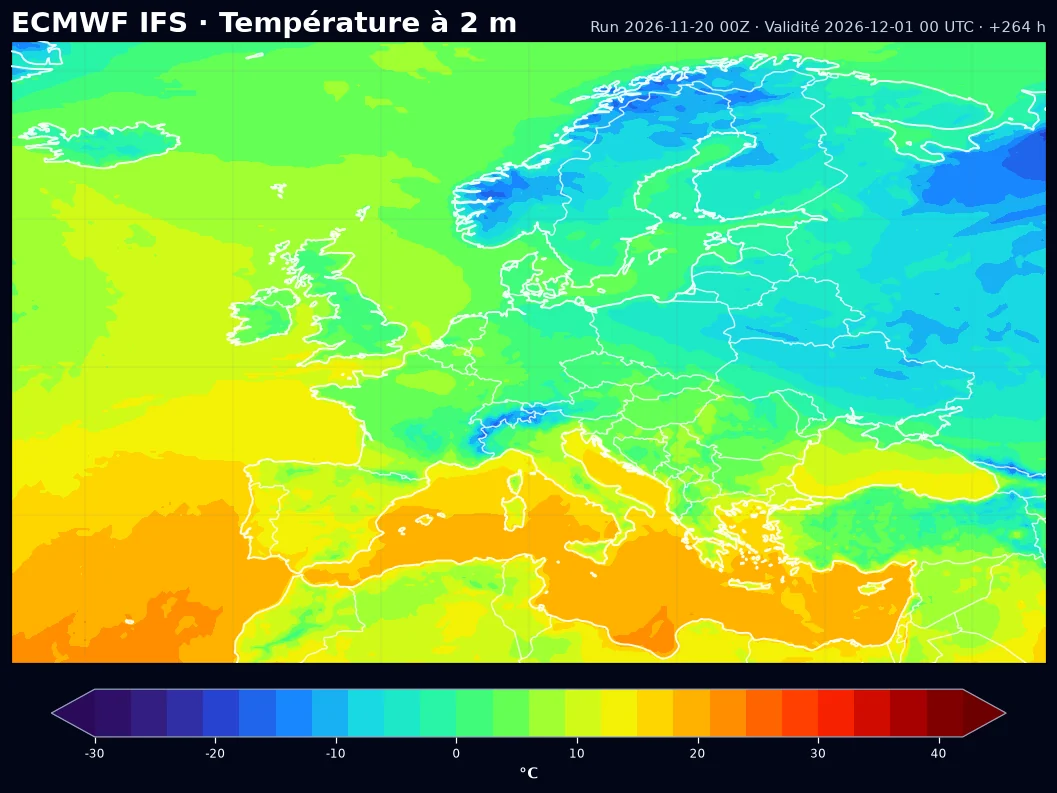 ECMWF IFS · Température à 2 m
Run 2026-11-20 00Z · Validité 2026-12-01 00 UTC · +264 h
-30 -20 -10 0 10 20 30 40
°C